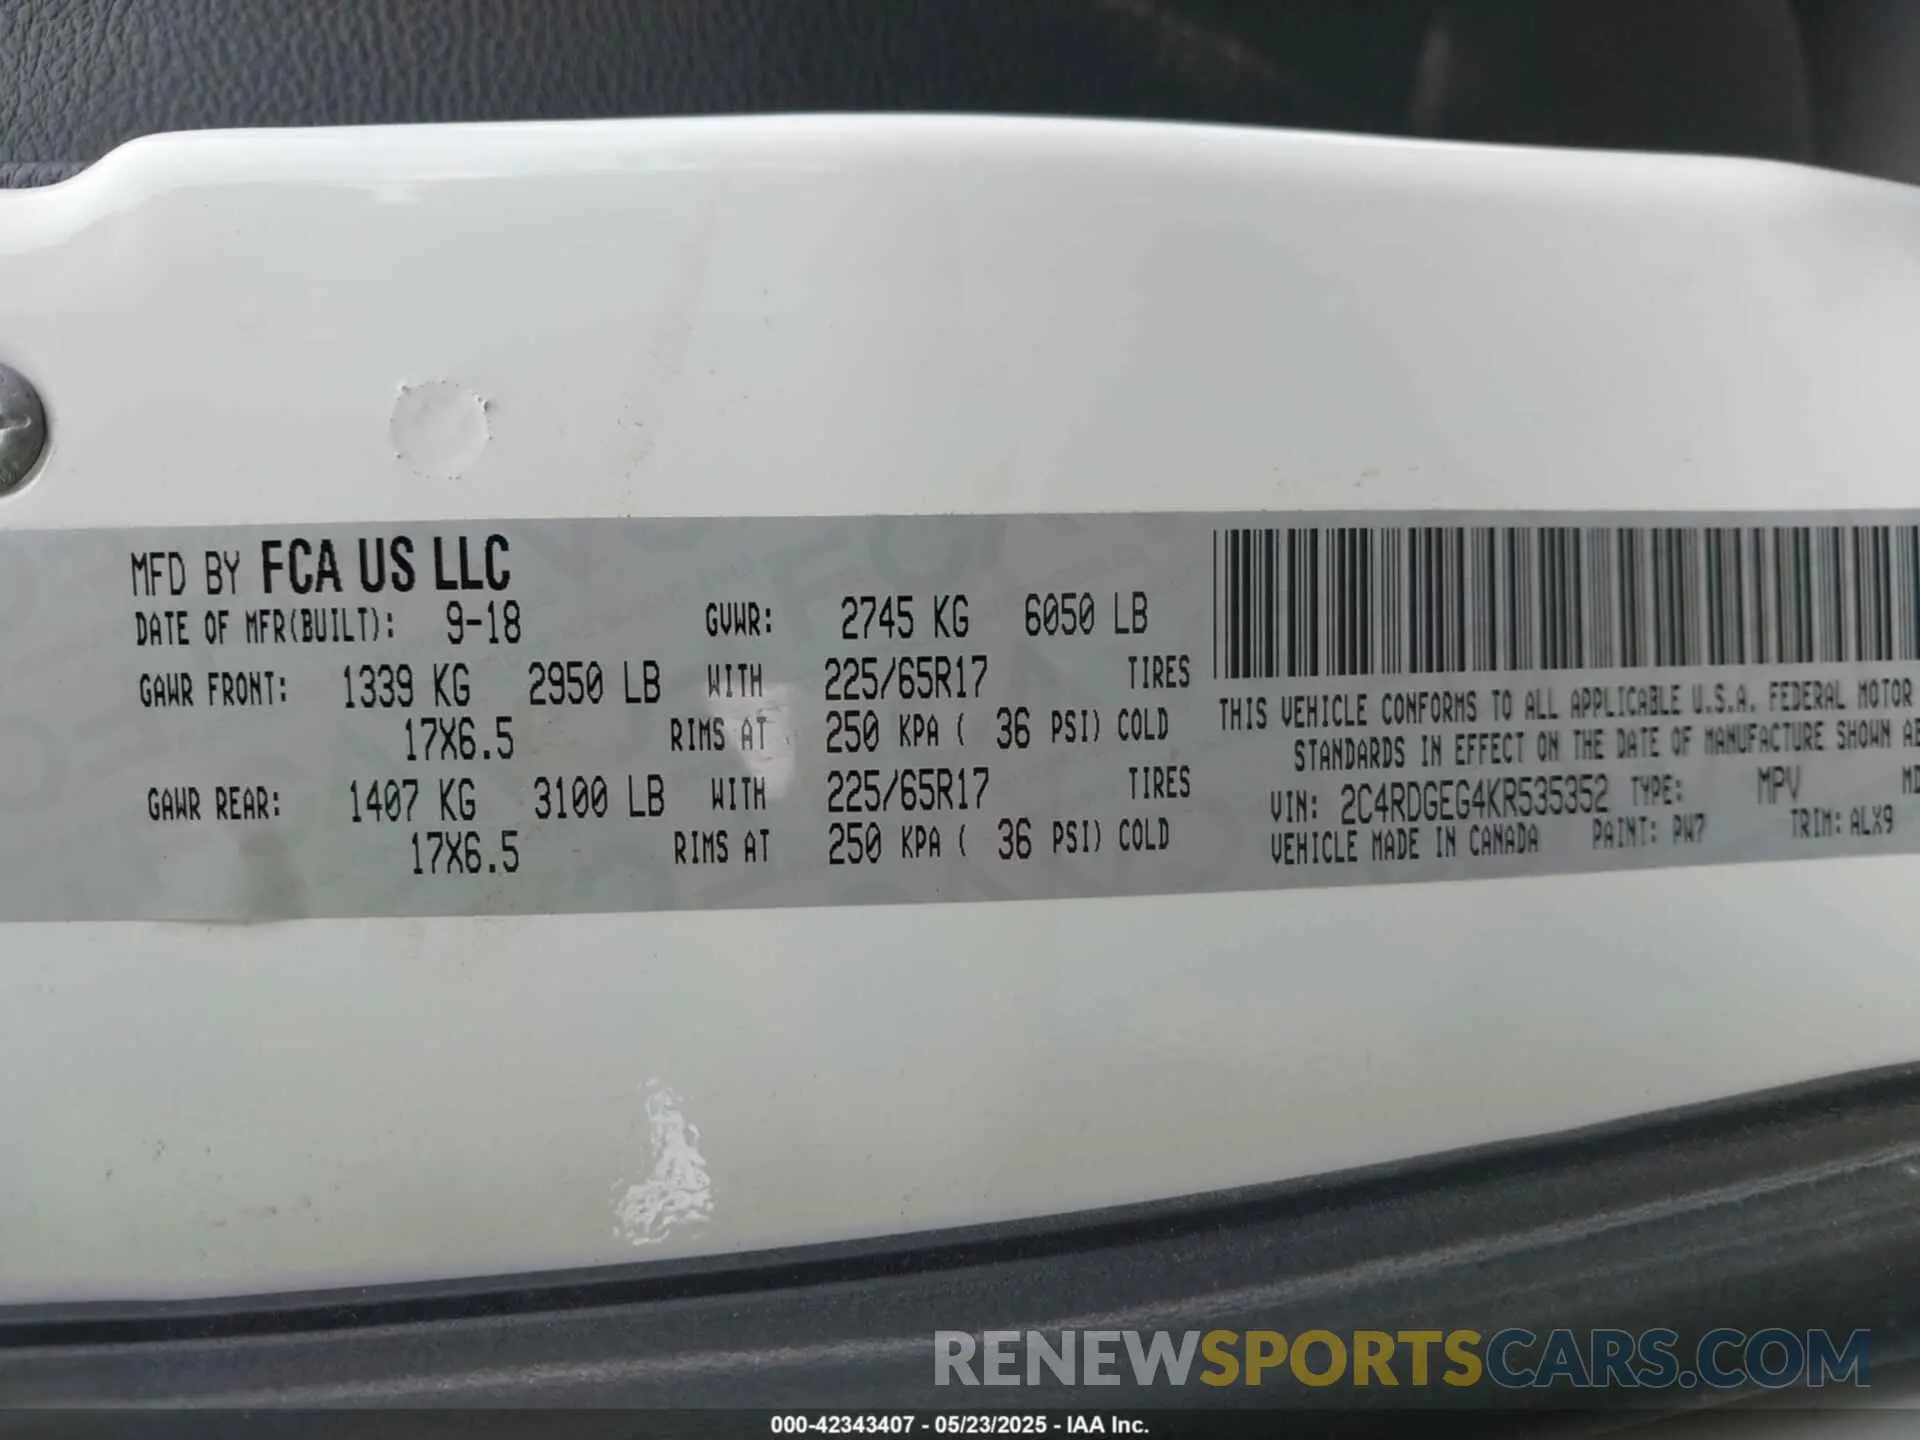 MFD BY FCA US LLC
DATE OF MFR(BUILT): 9-18 GVWR: 2745 KG 6050 LB
GAWR FRONT: 1339 KG 2950 LB WITH 225/65R17 TIRES
17X6.5 RIMS AT 250 KPA ( 36 PSI) COLD
GAWR REAR: 1407 KG 3100 LB WITH 225/65R17 TIRES
17X6.5 RIMS AT 250 KPA ( 36 PSI) COLD
THIS VEHICLE CONFORMS TO ALL APPLICABLE U.S.A. FEDERAL MOTOR
STANDARDS IN EFFECT ON THE DATE OF MANUFACTURE SHOWN
VIN: 2C4RDGEG4KR535352 TYPE: MPV
VEHICLE MADE IN CANADA PAINT: PW7 TRIM: ALX9
RENEWSPORTSCARS.COM
000-42343407 - 05/23/2025 - IAA Inc.